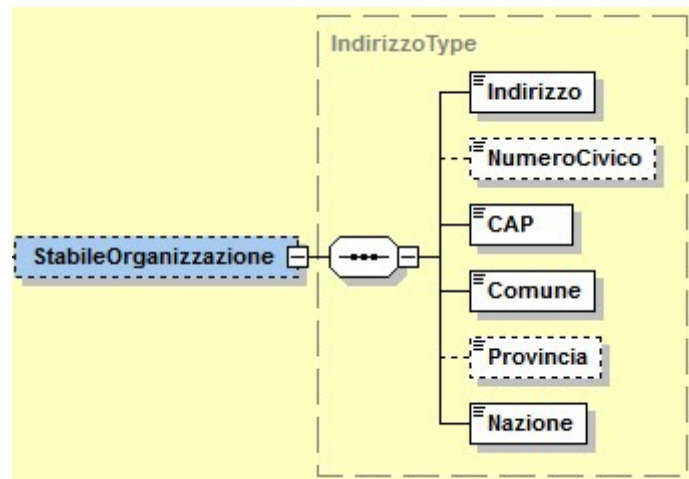 IndirizzoType
Indirizzo
NumeroCivico
StabileOrganizzazione
CAP
Comune
Provincia
Nazione